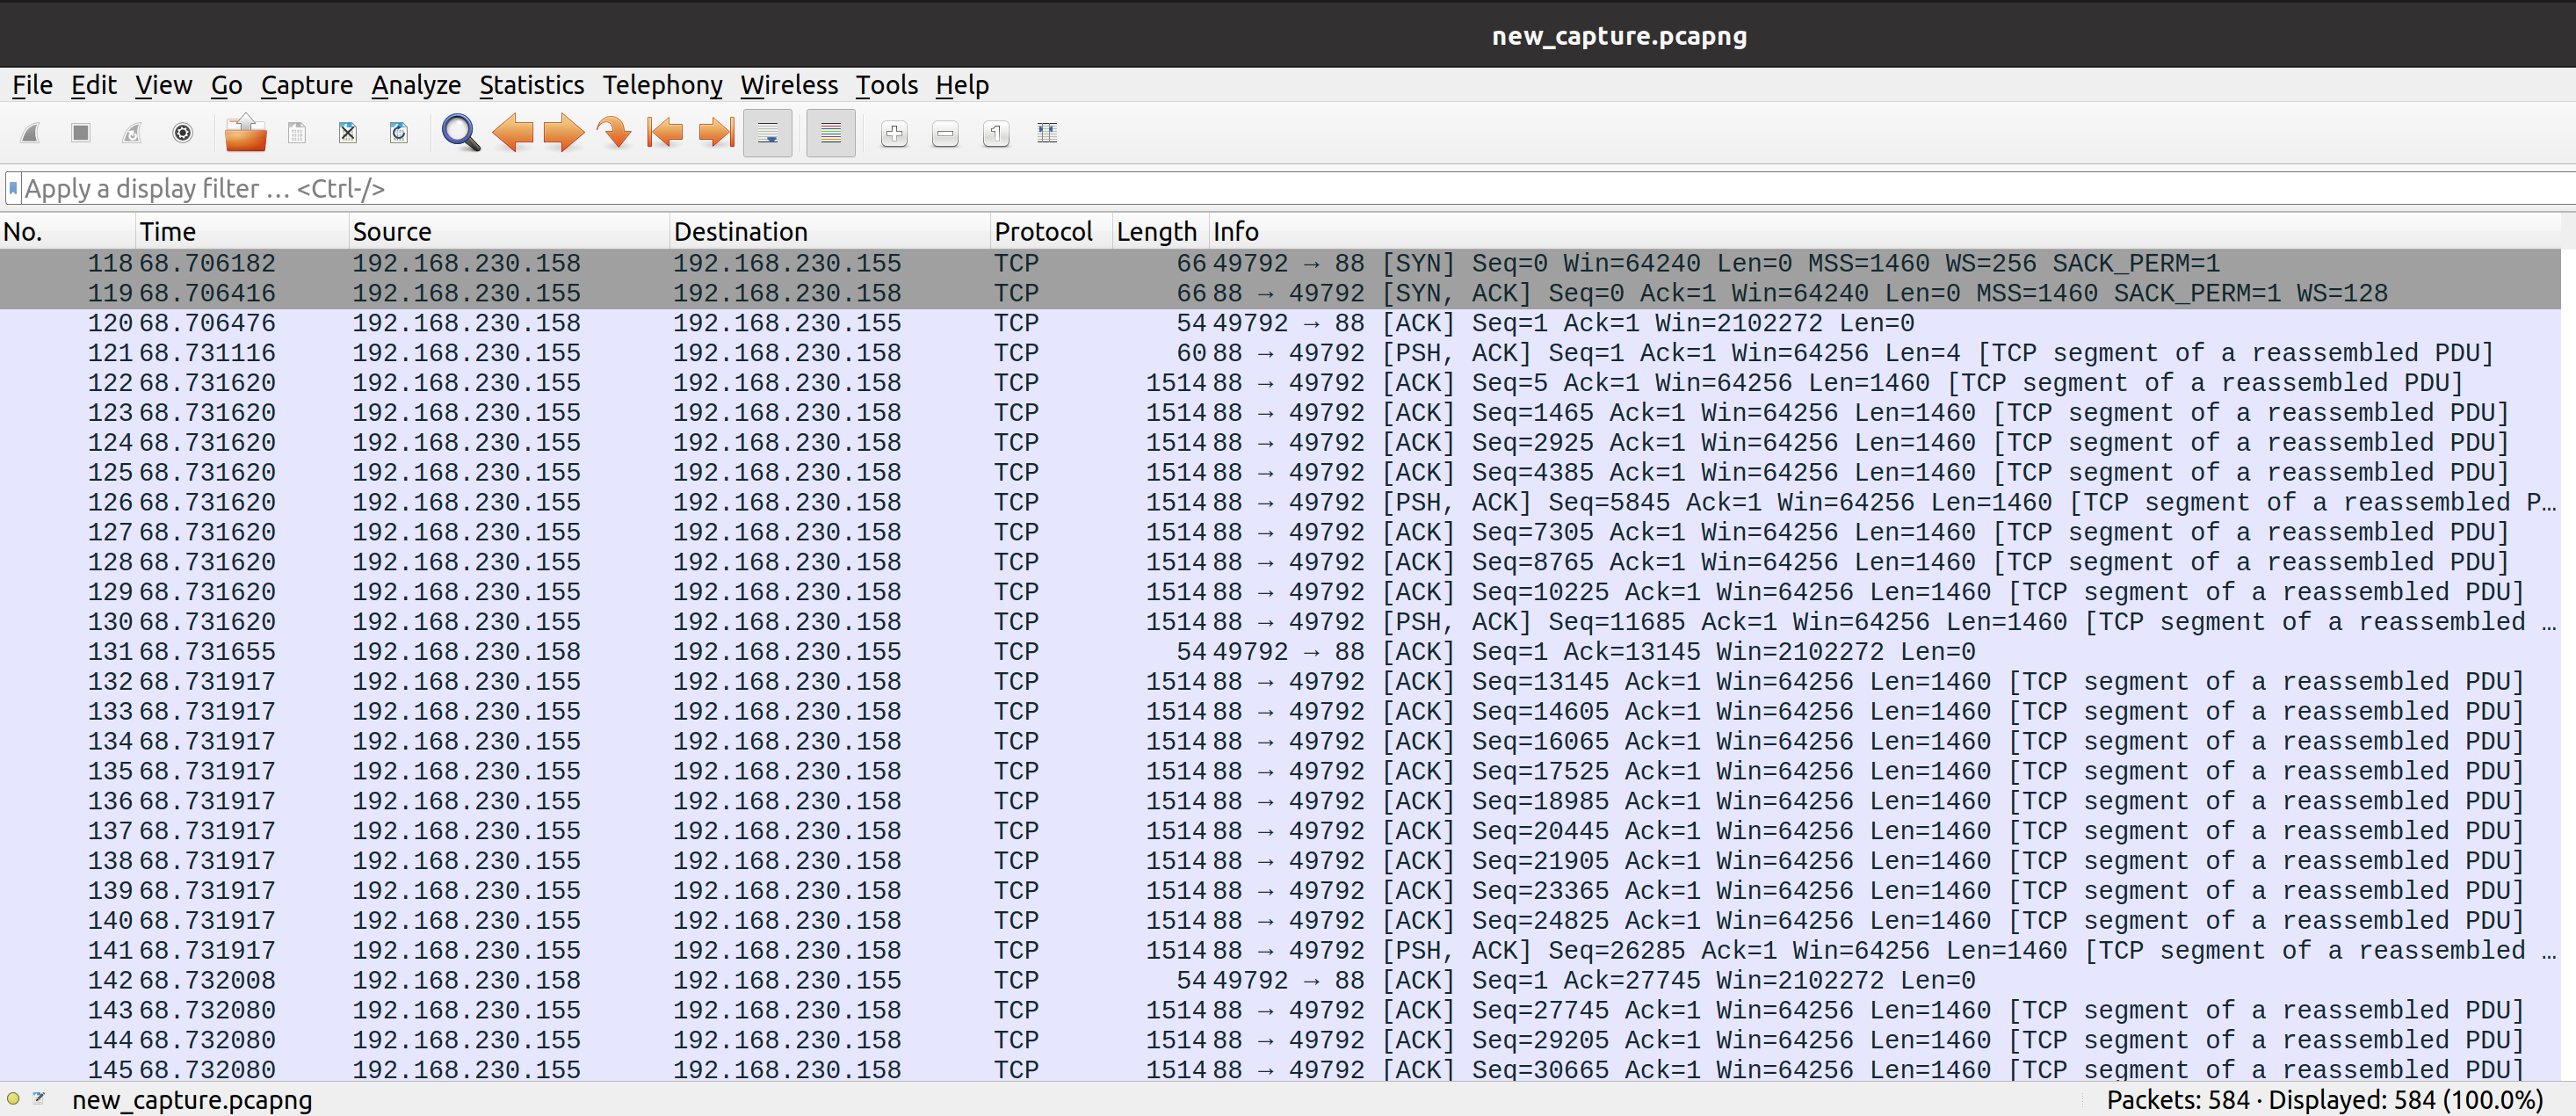 new_capture.pcapng
File Edit View Go Capture Analyze Statistics Telephony Wireless Tools Help
Apply a display filter … <Ctrl-/>
No. Time Source Destination Protocol Length Info
118 68.706182 192.168.230.158 192.168.230.155 TCP 66 49792 → 88 [SYN] Seq=0 Win=64240 Len=0 MSS=1460 WS=256 SACK_PERM=1
119 68.706416 192.168.230.155 192.168.230.158 TCP 66 88 → 49792 [SYN, ACK] Seq=0 Ack=1 Win=64240 Len=0 MSS=1460 SACK_PERM=1 WS=128
120 68.706476 192.168.230.158 192.168.230.155 TCP 54 49792 → 88 [ACK] Seq=1 Ack=1 Win=2102272 Len=0
121 68.731116 192.168.230.155 192.168.230.158 TCP 60 88 → 49792 [PSH, ACK] Seq=1 Ack=1 Win=64256 Len=4 [TCP segment of a reassembled PDU]
122 68.731620 192.168.230.155 192.168.230.158 TCP 1514 88 → 49792 [ACK] Seq=5 Ack=1 Win=64256 Len=1460 [TCP segment of a reassembled PDU]
123 68.731620 192.168.230.155 192.168.230.158 TCP 1514 88 → 49792 [ACK] Seq=1465 Ack=1 Win=64256 Len=1460 [TCP segment of a reassembled PDU]
124 68.731620 192.168.230.155 192.168.230.158 TCP 1514 88 → 49792 [ACK] Seq=2925 Ack=1 Win=64256 Len=1460 [TCP segment of a reassembled PDU]
125 68.731620 192.168.230.155 192.168.230.158 TCP 1514 88 → 49792 [ACK] Seq=4385 Ack=1 Win=64256 Len=1460 [TCP segment of a reassembled PDU]
126 68.731620 192.168.230.155 192.168.230.158 TCP 1514 88 → 49792 [PSH, ACK] Seq=5845 Ack=1 Win=64256 Len=1460 [TCP segment of a reassembled P…
127 68.731620 192.168.230.155 192.168.230.158 TCP 1514 88 → 49792 [ACK] Seq=7305 Ack=1 Win=64256 Len=1460 [TCP segment of a reassembled PDU]
128 68.731620 192.168.230.155 192.168.230.158 TCP 1514 88 → 49792 [ACK] Seq=8765 Ack=1 Win=64256 Len=1460 [TCP segment of a reassembled PDU]
129 68.731620 192.168.230.155 192.168.230.158 TCP 1514 88 → 49792 [ACK] Seq=10225 Ack=1 Win=64256 Len=1460 [TCP segment of a reassembled PDU]
130 68.731620 192.168.230.155 192.168.230.158 TCP 1514 88 → 49792 [PSH, ACK] Seq=11685 Ack=1 Win=64256 Len=1460 [TCP segment of a reassembled …
131 68.731655 192.168.230.158 192.168.230.155 TCP 54 49792 → 88 [ACK] Seq=1 Ack=13145 Win=2102272 Len=0
132 68.731917 192.168.230.155 192.168.230.158 TCP 1514 88 → 49792 [ACK] Seq=13145 Ack=1 Win=64256 Len=1460 [TCP segment of a reassembled PDU]
133 68.731917 192.168.230.155 192.168.230.158 TCP 1514 88 → 49792 [ACK] Seq=14605 Ack=1 Win=64256 Len=1460 [TCP segment of a reassembled PDU]
134 68.731917 192.168.230.155 192.168.230.158 TCP 1514 88 → 49792 [ACK] Seq=16065 Ack=1 Win=64256 Len=1460 [TCP segment of a reassembled PDU]
135 68.731917 192.168.230.155 192.168.230.158 TCP 1514 88 → 49792 [ACK] Seq=17525 Ack=1 Win=64256 Len=1460 [TCP segment of a reassembled PDU]
136 68.731917 192.168.230.155 192.168.230.158 TCP 1514 88 → 49792 [ACK] Seq=18985 Ack=1 Win=64256 Len=1460 [TCP segment of a reassembled PDU]
137 68.731917 192.168.230.155 192.168.230.158 TCP 1514 88 → 49792 [ACK] Seq=20445 Ack=1 Win=64256 Len=1460 [TCP segment of a reassembled PDU]
138 68.731917 192.168.230.155 192.168.230.158 TCP 1514 88 → 49792 [ACK] Seq=21905 Ack=1 Win=64256 Len=1460 [TCP segment of a reassembled PDU]
139 68.731917 192.168.230.155 192.168.230.158 TCP 1514 88 → 49792 [ACK] Seq=23365 Ack=1 Win=64256 Len=1460 [TCP segment of a reassembled PDU]
140 68.731917 192.168.230.155 192.168.230.158 TCP 1514 88 → 49792 [ACK] Seq=24825 Ack=1 Win=64256 Len=1460 [TCP segment of a reassembled PDU]
141 68.731917 192.168.230.155 192.168.230.158 TCP 1514 88 → 49792 [PSH, ACK] Seq=26285 Ack=1 Win=64256 Len=1460 [TCP segment of a reassembled …
142 68.732008 192.168.230.158 192.168.230.155 TCP 54 49792 → 88 [ACK] Seq=1 Ack=27745 Win=2102272 Len=0
143 68.732080 192.168.230.155 192.168.230.158 TCP 1514 88 → 49792 [ACK] Seq=27745 Ack=1 Win=64256 Len=1460 [TCP segment of a reassembled PDU]
144 68.732080 192.168.230.155 192.168.230.158 TCP 1514 88 → 49792 [ACK] Seq=29205 Ack=1 Win=64256 Len=1460 [TCP segment of a reassembled PDU]
145 68.732080 192.168.230.155 192.168.230.158 TCP 1514 88 → 49792 [ACK] Seq=30665 Ack=1 Win=64256 Len=1460 [TCP segment of a reassembled PDU]
new_capture.pcapng Packets: 584 · Displayed: 584 (100.0%)